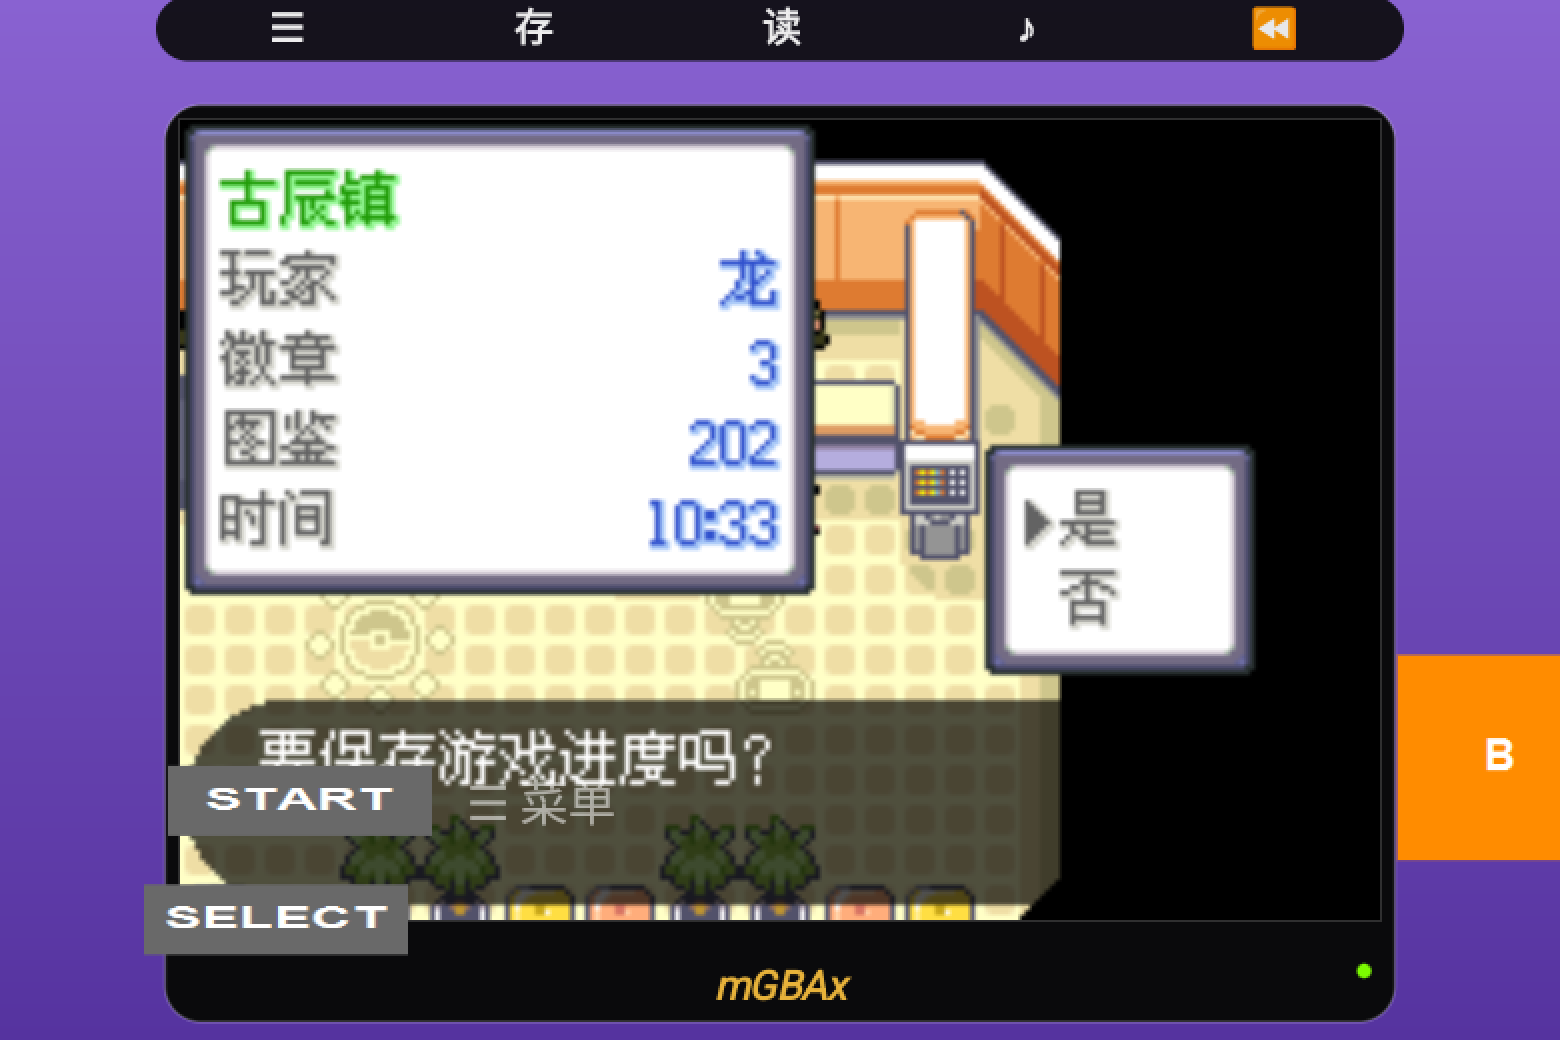 ☰ 存 读 ♪ ⏪
古辰镇
玩家 龙
徽章 3
图鉴 202
时间 10:33
是
否
B
要保存游戏进度吗？
START
☰ 菜单
SELECT
mGBAx